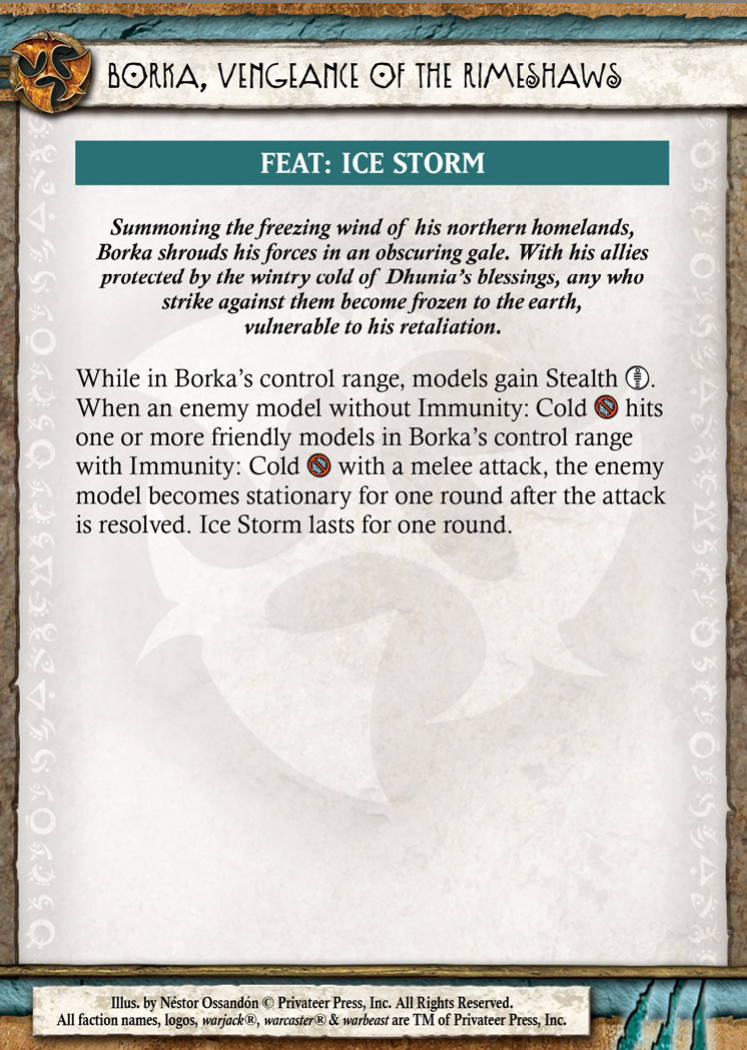 BORKA, VENGEANCE OF THE RIMESHAWS
FEAT: ICE STORM
Summoning the freezing wind of his northern homelands,
Borka shrouds his forces in an obscuring gale. With his allies
protected by the wintry cold of Dhunia's blessings, any who
strike against them become frozen to the earth,
vulnerable to his retaliation.
While in Borka's control range, models gain Stealth.
When an enemy model without Immunity: Cold hits
one or more friendly models in Borka's control range
with Immunity: Cold with a melee attack, the enemy
model becomes stationary for one round after the attack
is resolved. Ice Storm lasts for one round.
Illus. by Néstor Ossandón © Privateer Press, Inc. All Rights Reserved.
All faction names, logos, warjack®, warcaster® & warbeast are TM of Privateer Press, Inc.